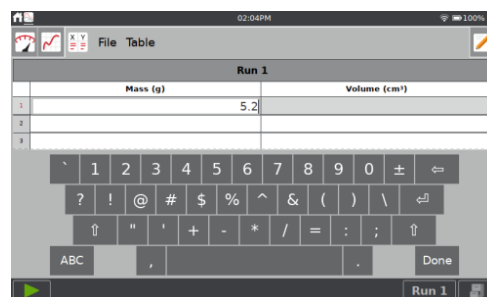 02:04PM 100%
X Y File Table
Run 1
Mass (g) Volume (cm³)
1 5.2
2
3
` 1 2 3 4 5 6 7 8 9 0 ± ⇦
? ! @ # $ % ^ & ( ) \ ⏎
⇧ " ' + - * / = : ; ⇧
ABC , . Done
Run 1